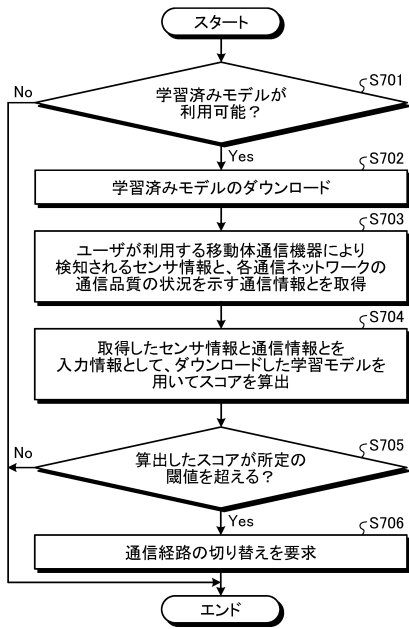 スタート
S701
学習済みモデルが
利用可能？
No
Yes
S702
学習済みモデルのダウンロード
S703
ユーザが利用する移動体通信機器により
検知されるセンサ情報と、各通信ネットワークの
通信品質の状況を示す通信情報とを取得
S704
取得したセンサ情報と通信情報とを
入力情報として、ダウンロードした学習モデルを
用いてスコアを算出
S705
算出したスコアが所定の
閾値を超える？
No
Yes
S706
通信経路の切り替えを要求
エンド